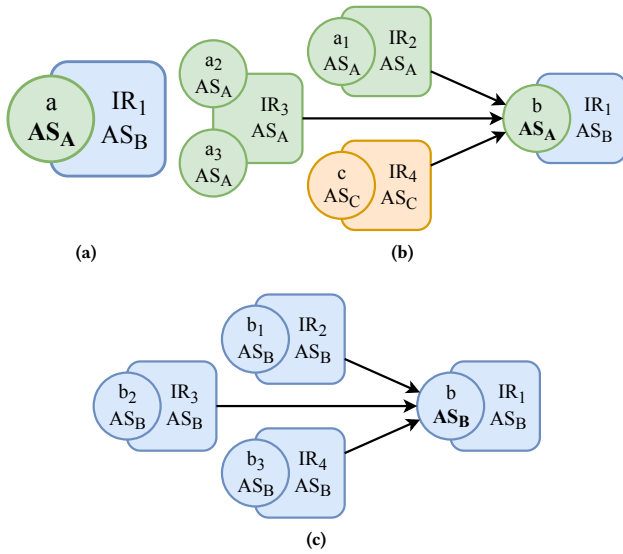 a
AS_A
IR_1
AS_B
(a)
a_2
AS_A
a_3
AS_A
IR_3
AS_A
a_1
AS_A
IR_2
AS_A
c
AS_C
IR_4
AS_C
b
AS_A
IR_1
AS_B
(b)
b_1
AS_B
IR_2
AS_B
b_2
AS_B
IR_3
AS_B
b_3
AS_B
IR_4
AS_B
b
AS_B
IR_1
AS_B
(c)